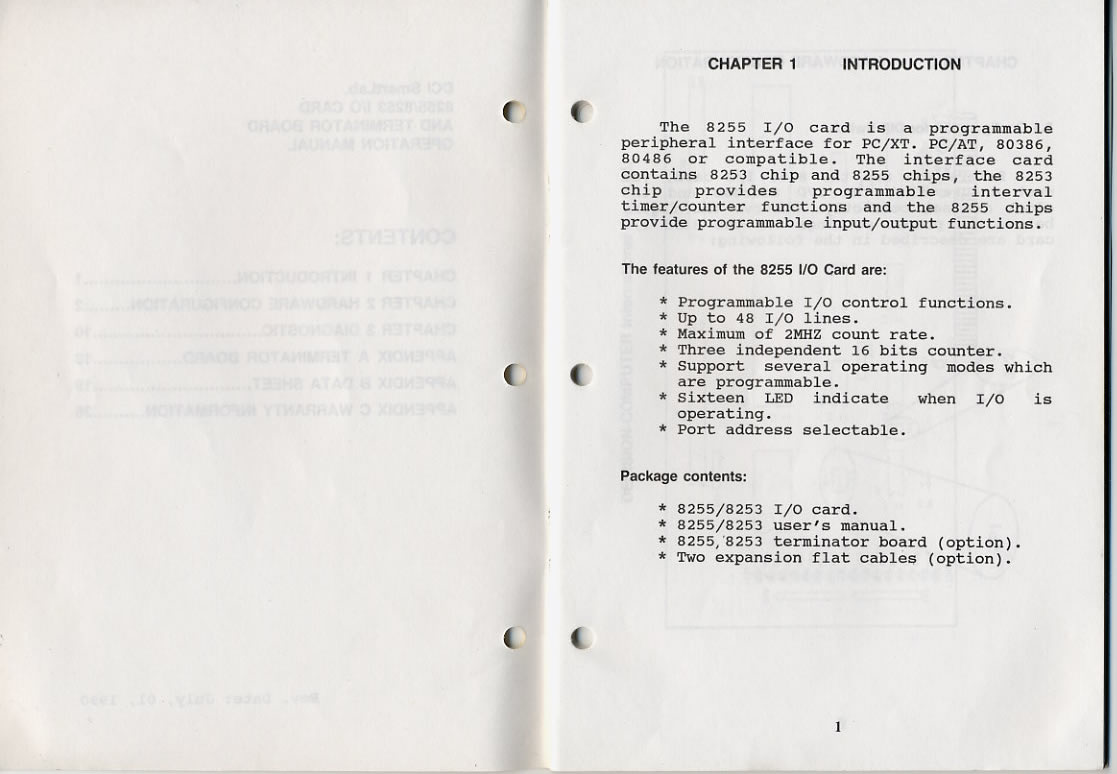 CHAPTER 1 INTRODUCTION
The 8255 I/O card is a programmable
peripheral interface for PC/XT. PC/AT, 80386,
80486 or compatible. The interface card
contains 8253 chip and 8255 chips, the 8253
chip provides programmable interval
timer/counter functions and the 8255 chips
provide programmable input/output functions.
The features of the 8255 I/O Card are:
* Programmable I/O control functions.
* Up to 48 I/O lines.
* Maximum of 2MHZ count rate.
* Three independent 16 bits counter.
* Support several operating modes which
are programmable.
* Sixteen LED indicate when I/O is
operating.
* Port address selectable.
Package contents:
* 8255/8253 I/O card.
* 8255/8253 user's manual.
* 8255,8253 terminator board (option).
* Two expansion flat cables (option).
1